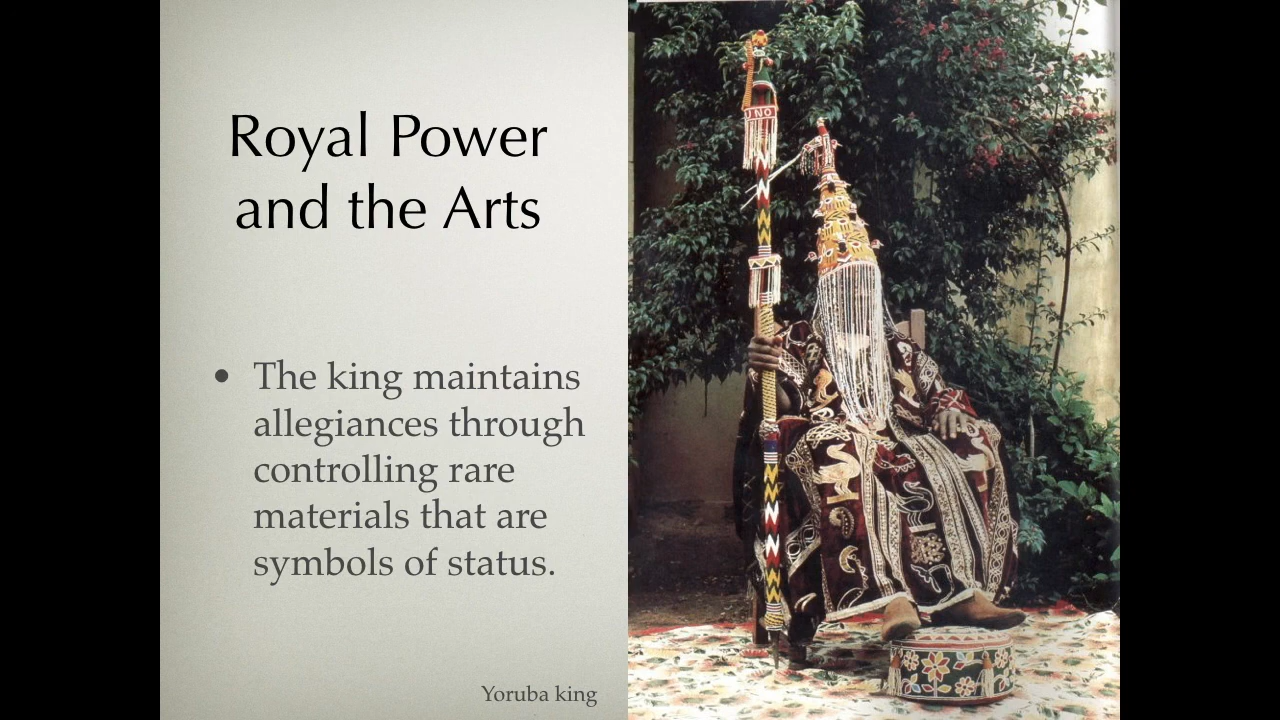 Royal Power
and the Arts
• The king maintains
allegiances through
controlling rare
materials that are
symbols of status.
Yoruba king